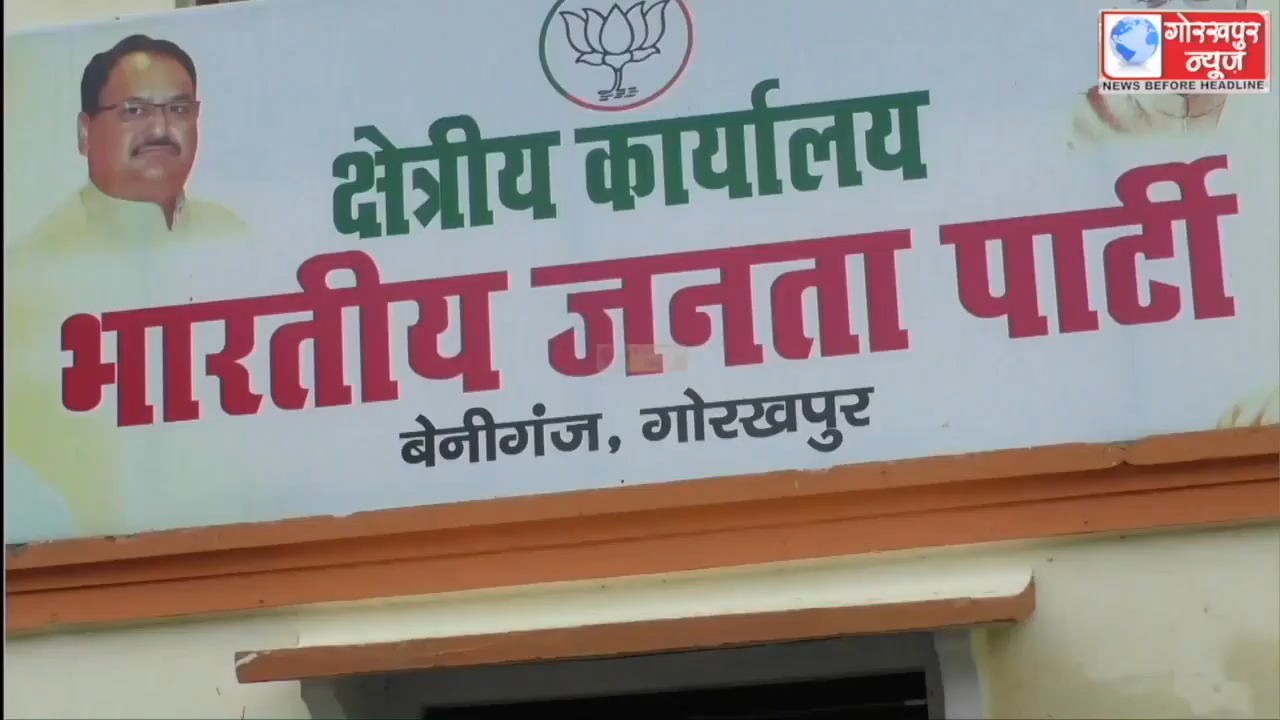 गोरखपुर
न्यूज़
NEWS BEFORE HEADLINE
क्षेत्रीय कार्यालय
भारतीय जनता पार्टी
बेनीगंज, गोरखपुर